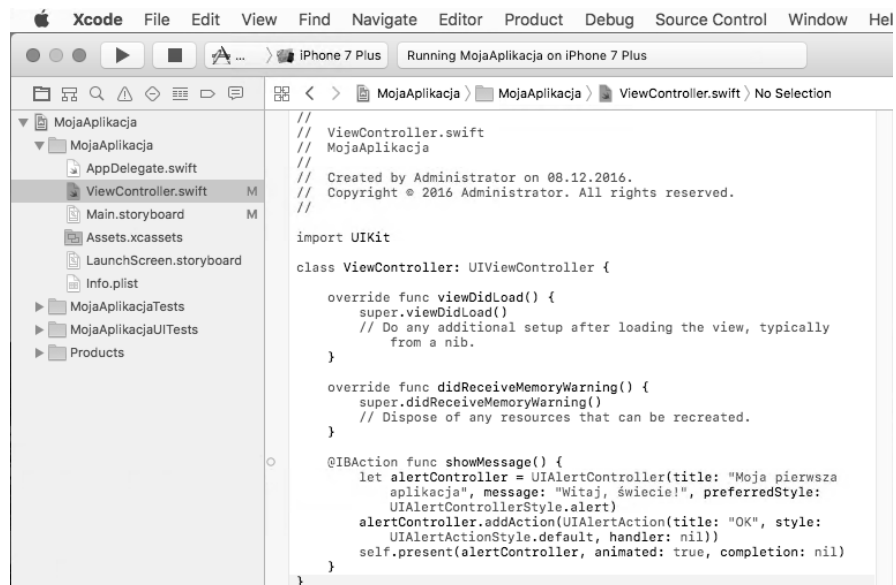 Xcode File Edit View Find Navigate Editor Product Debug Source Control Window Hel
... iPhone 7 Plus Running MojaAplikacja on iPhone 7 Plus
MojaAplikacja MojaAplikacja ViewController.swift No Selection
MojaAplikacja
MojaAplikacja
AppDelegate.swift
ViewController.swift M
Main.storyboard M
Assets.xcassets
LaunchScreen.storyboard
Info.plist
MojaAplikacjaTests
MojaAplikacjaUITests
Products
//
// ViewController.swift
// MojaAplikacja
//
// Created by Administrator on 08.12.2016.
// Copyright © 2016 Administrator. All rights reserved.
//
import UIKit
class ViewController: UIViewController {
override func viewDidLoad() {
super.viewDidLoad()
// Do any additional setup after loading the view, typically
from a nib.
}
override func didReceiveMemoryWarning() {
super.didReceiveMemoryWarning()
// Dispose of any resources that can be recreated.
}
@IBAction func showMessage() {
let alertController = UIAlertController(title: "Moja pierwsza
aplikacja", message: "Witaj, świecie!", preferredStyle:
UIAlertControllerStyle.alert)
alertController.addAction(UIAlertAction(title: "OK", style:
UIAlertActionStyle.default, handler: nil))
self.present(alertController, animated: true, completion: nil)
}
}